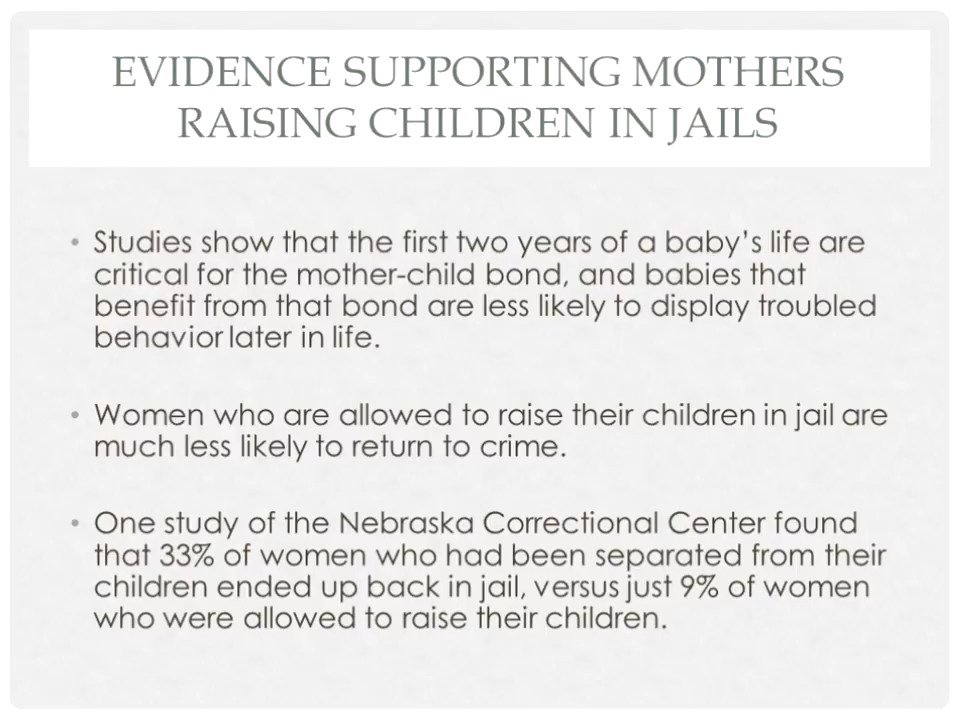 EVIDENCE SUPPORTING MOTHERS
RAISING CHILDREN IN JAILS
• Studies show that the first two years of a baby's life are
critical for the mother-child bond, and babies that
benefit from that bond are less likely to display troubled
behavior later in life.
• Women who are allowed to raise their children in jail are
much less likely to return to crime.
• One study of the Nebraska Correctional Center found
that 33% of women who had been separated from their
children ended up back in jail, versus just 9% of women
who were allowed to raise their children.